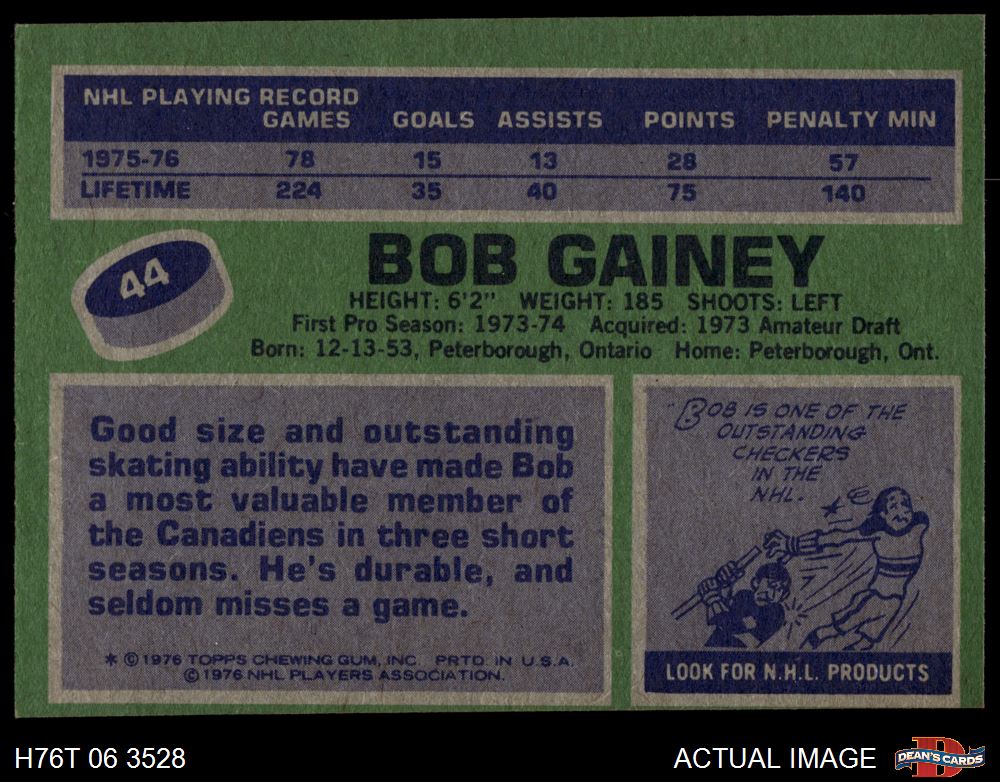 NHL PLAYING RECORD
GAMES GOALS ASSISTS POINTS PENALTY MIN
1975-76 78 15 13 28 57
LIFETIME 224 35 40 75 140
44
BOB GAINEY
HEIGHT: 6'2" WEIGHT: 185 SHOOTS: LEFT
First Pro Season: 1973-74 Acquired: 1973 Amateur Draft
Born: 12-13-53, Peterborough, Ontario Home: Peterborough, Ont.
Good size and outstanding
skating ability have made Bob
a most valuable member of
the Canadiens in three short
seasons. He's durable, and
seldom misses a game.
* © 1976 TOPPS CHEWING GUM, INC. PRTD. IN U.S.A.
© 1976 NHL PLAYERS ASSOCIATION.
BOB IS ONE OF THE
OUTSTANDING
CHECKERS
IN THE
NHL.
LOOK FOR N.H.L. PRODUCTS
H76T 06 3528
ACTUAL IMAGE
D
DEAN'S CARDS